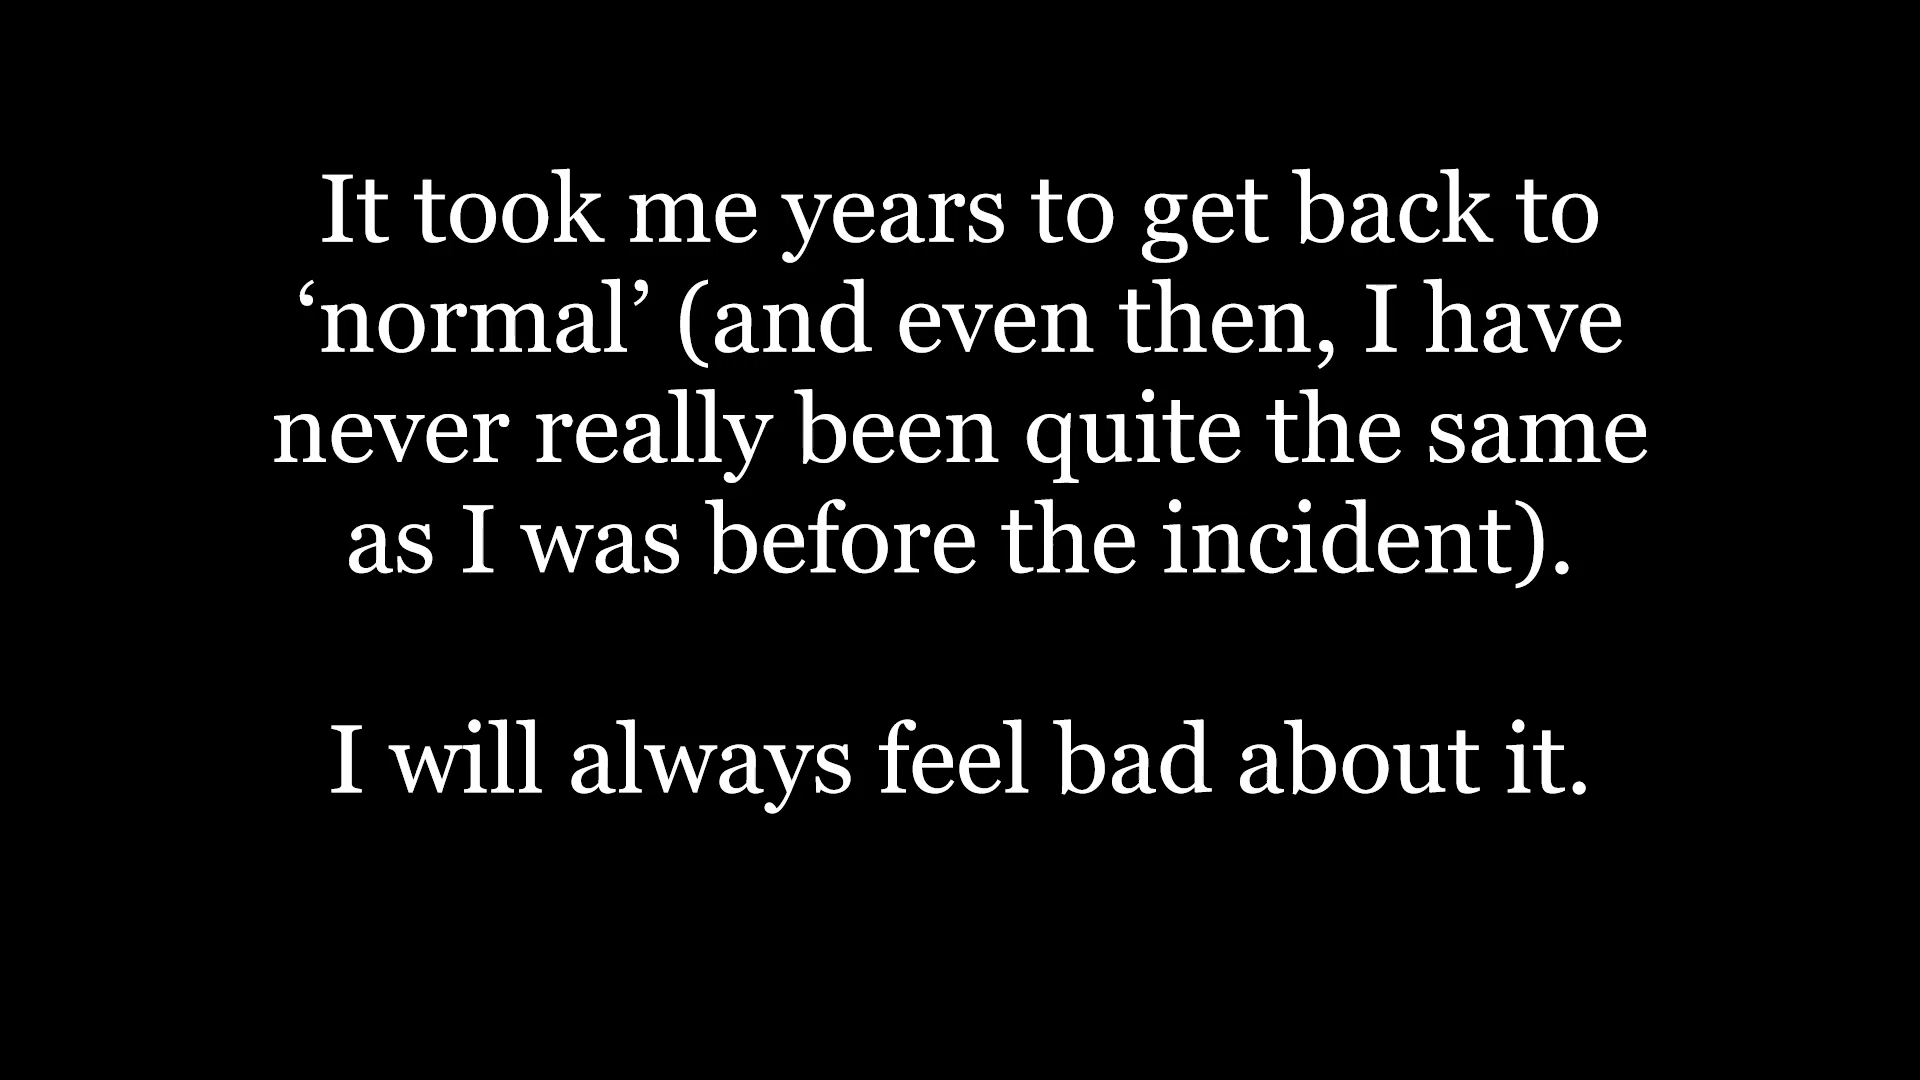 It took me years to get back to
‘normal’ (and even then, I have
never really been quite the same
as I was before the incident).
I will always feel bad about it.